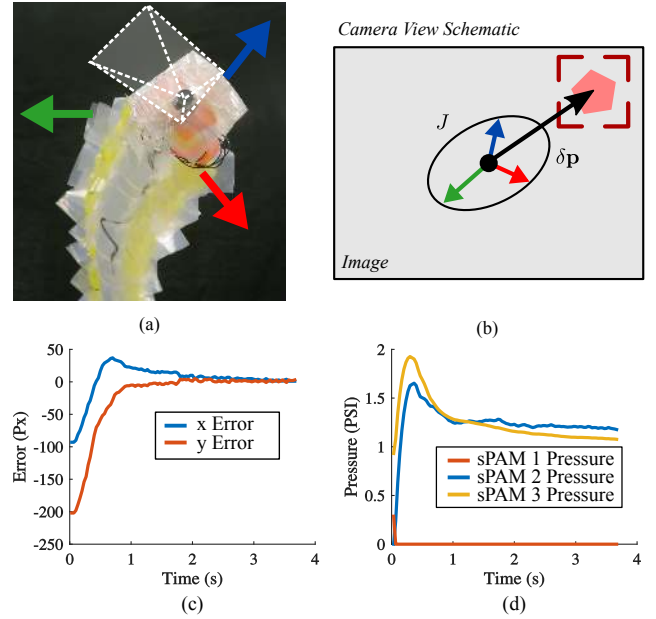 Camera View Schematic
J
δp
Image
(a)
(b)
50
0
-50
-100
-150
-200
-250
Error (Px)
x Error
y Error
0
1
2
3
4
Time (s)
(c)
2
1.5
1
0.5
0
Pressure (PSI)
sPAM 1 Pressure
sPAM 2 Pressure
sPAM 3 Pressure
0
1
2
3
4
Time (s)
(d)